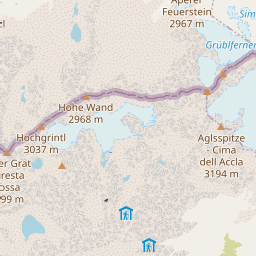 Aperer
Feuerstein
2967 m
Grüblferner
Hohe Wand
2968 m
Hochgrintl
3037 m
Aglsspitze
- Cima
dell Accla
3194 m
er Grat
resta
ossa
99 m